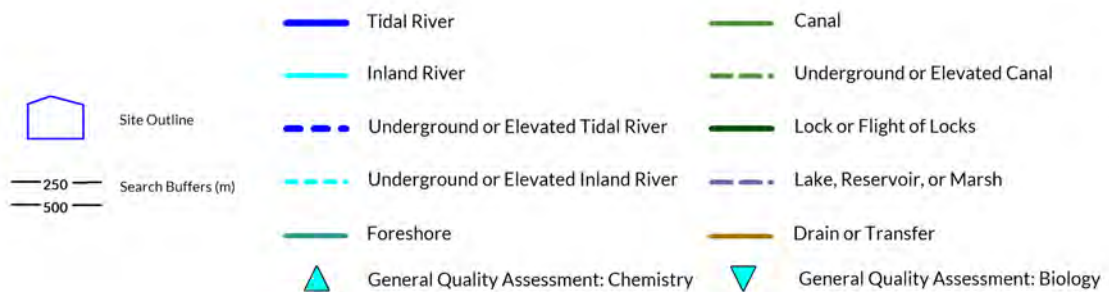 Site Outline
250
500
Search Buffers (m)
Tidal River
Inland River
Underground or Elevated Tidal River
Underground or Elevated Inland River
Foreshore
General Quality Assessment: Chemistry
Canal
Underground or Elevated Canal
Lock or Flight of Locks
Lake, Reservoir, or Marsh
Drain or Transfer
General Quality Assessment: Biology